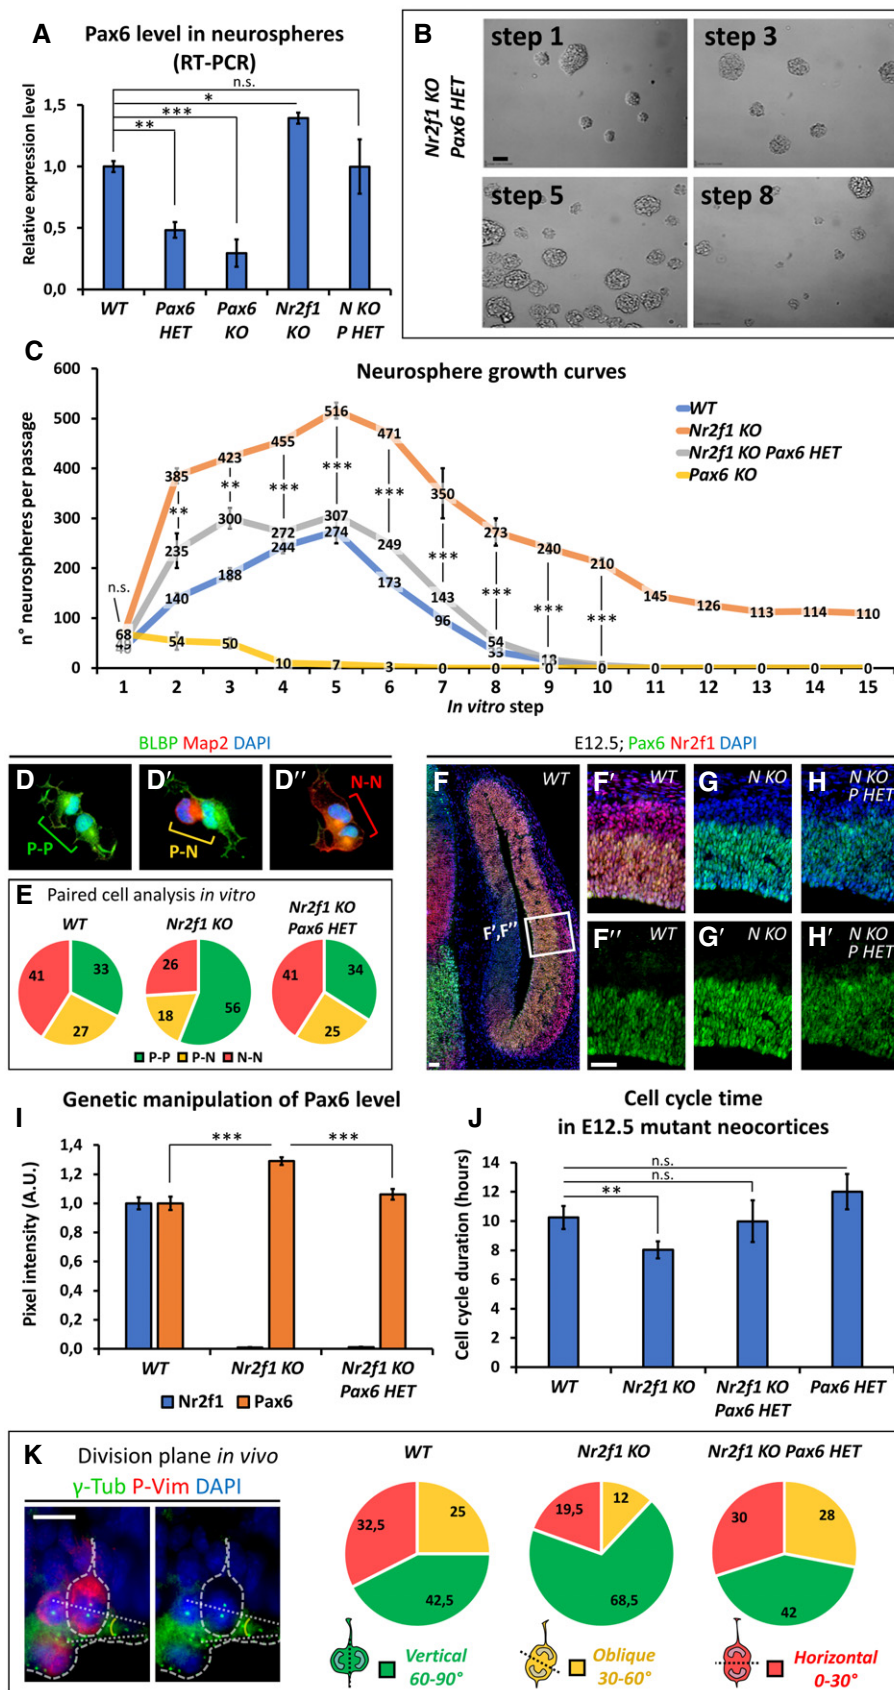 A
Pax6 level in neurospheres
(RT-PCR)
n.s.
*
***
**
Relative expression level
1,5
1,0
0,5
0,0
WT
Pax6 HET
Pax6 KO
Nr2f1 KO
N KO P HET
B
Nr2f1 KO
Pax6 HET
step 1
step 3
step 5
step 8
C
Neurosphere growth curves
n° neurospheres per passage
600
500
400
300
200
100
0
WT
Nr2f1 KO
Nr2f1 KO Pax6 HET
Pax6 KO
n.s.
** ** *** *** *** *** *** *** ***
385 423 455 516 471 350 273 240 210 145 126 113 114 110
235 300 272 307 249 143 54 18
140 188 244 274 173 96 33
68 54 50 10 7 3 0 0 0 0 0 0 0 0 0
1 2 3 4 5 6 7 8 9 10 11 12 13 14 15
In vitro step
BLBP Map2 DAPI
D
P-P
D′
P-N
D″
N-N
E
Paired cell analysis in vitro
WT
Nr2f1 KO
Nr2f1 KO
Pax6 HET
41 33 27
26 56 18
41 34 25
P-P P-N N-N
E12.5; Pax6 Nr2f1 DAPI
F
WT
F′,F″
F′
WT
G
N KO
H
N KO
P HET
F″
WT
G′
N KO
H′
N KO
P HET
I
Genetic manipulation of Pax6 level
***
***
Pixel intensity (A.U.)
1,4
1,2
1,0
0,8
0,6
0,4
0,2
0,0
WT
Nr2f1 KO
Nr2f1 KO
Pax6 HET
Nr2f1 Pax6
J
Cell cycle time
in E12.5 mutant neocortices
n.s.
n.s.
**
Cell cycle duration (hours)
14
12
10
8
6
4
2
0
WT
Nr2f1 KO
Nr2f1 KO
Pax6 HET
Pax6 HET
K
Division plane in vivo
γ-Tub P-Vim DAPI
WT
Nr2f1 KO
Nr2f1 KO Pax6 HET
32,5 25 42,5
19,5 12 68,5
30 28 42
Vertical
60-90°
Oblique
30-60°
Horizontal
0-30°